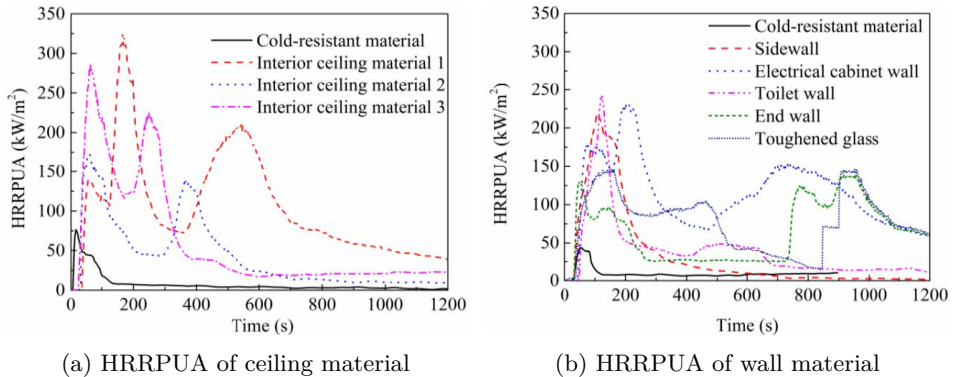 350
300
250
200
150
100
50
0
HRRPUA (kW/m²)
Cold-resistant material
Interior ceiling material 1
Interior ceiling material 2
Interior ceiling material 3
0 200 400 600 800 1000 1200
Time (s)
(a) HRRPUA of ceiling material
350
300
250
200
150
100
50
0
HRRPUA (kW/m²)
Cold-resistant material
Sidewall
Electrical cabinet wall
Toilet wall
End wall
Toughened glass
0 200 400 600 800 1000 1200
Time (s)
(b) HRRPUA of wall material